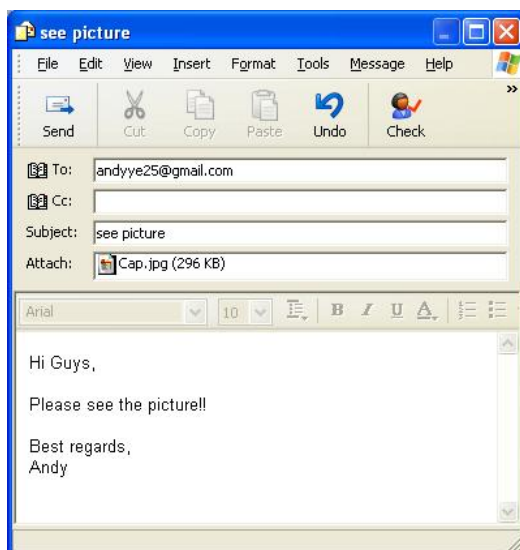 see picture
File Edit View Insert Format Tools Message Help
Send Cut Copy Paste Undo Check
To: andyye25@gmail.com
Cc:
Subject: see picture
Attach: Cap.jpg (296 KB)
Arial 10 B I U A
Hi Guys,
Please see the picture!!
Best regards,
Andy